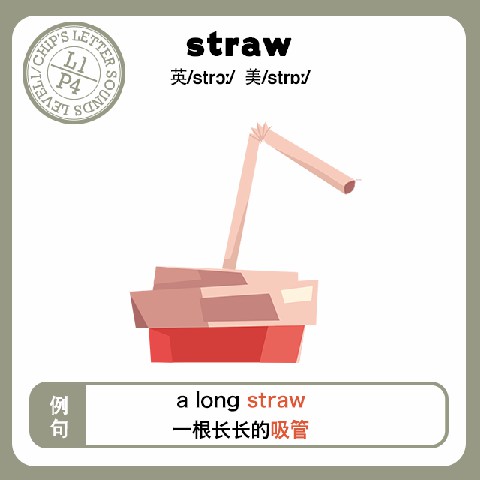 CHIP'S LETTER SOUNDS LEVEL1/
L1
P4
straw
英/strɔː/ 美/strɒː/
例句
a long straw
一根长长的吸管